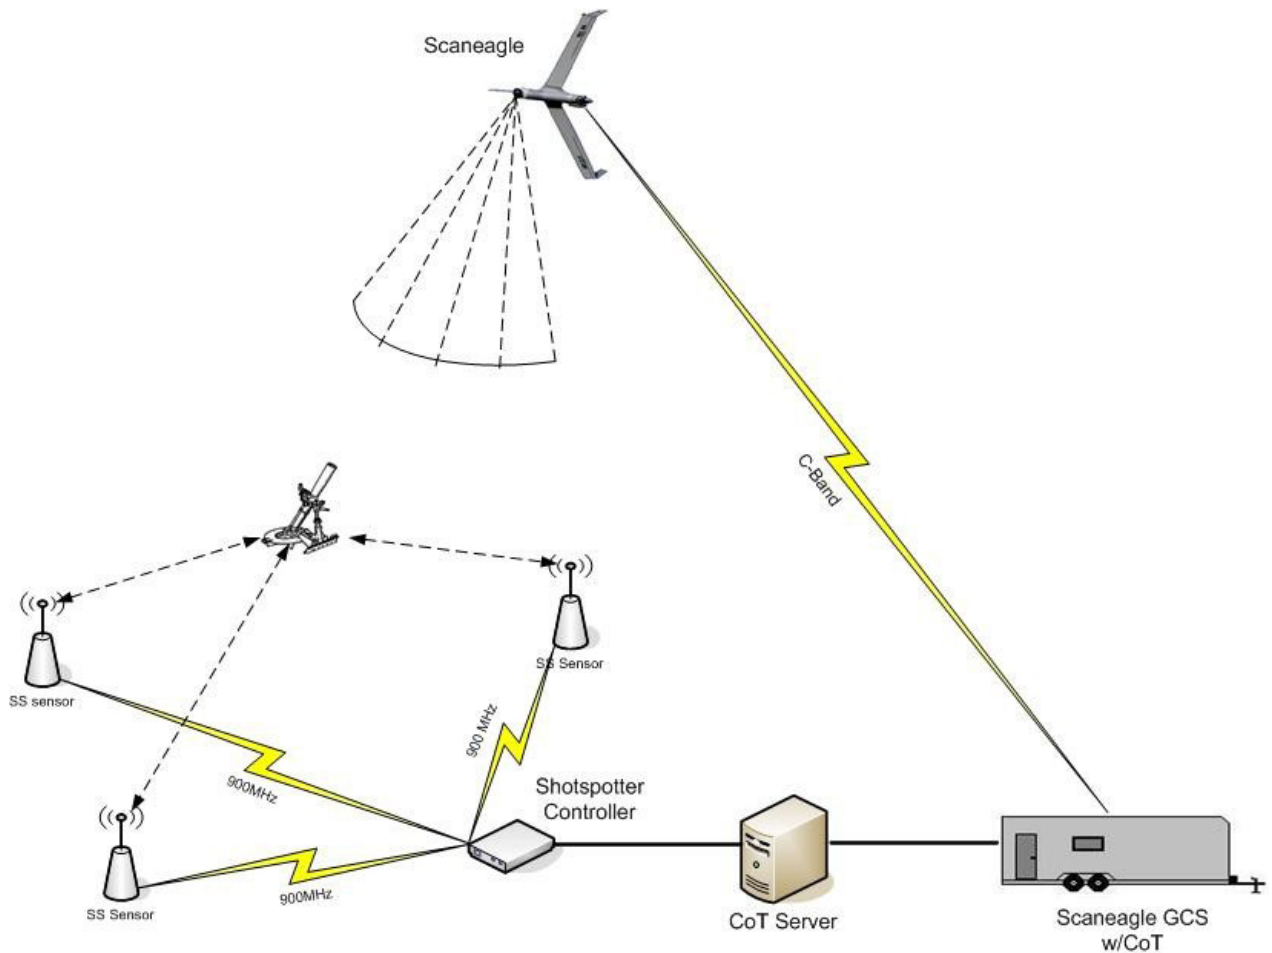 Scaneagle
C-Band
SS sensor
SS Sensor
900 MHz
900MHz
Shotspotter
Controller
SS Sensor
900MHz
CoT Server
Scaneagle GCS
w/CoT